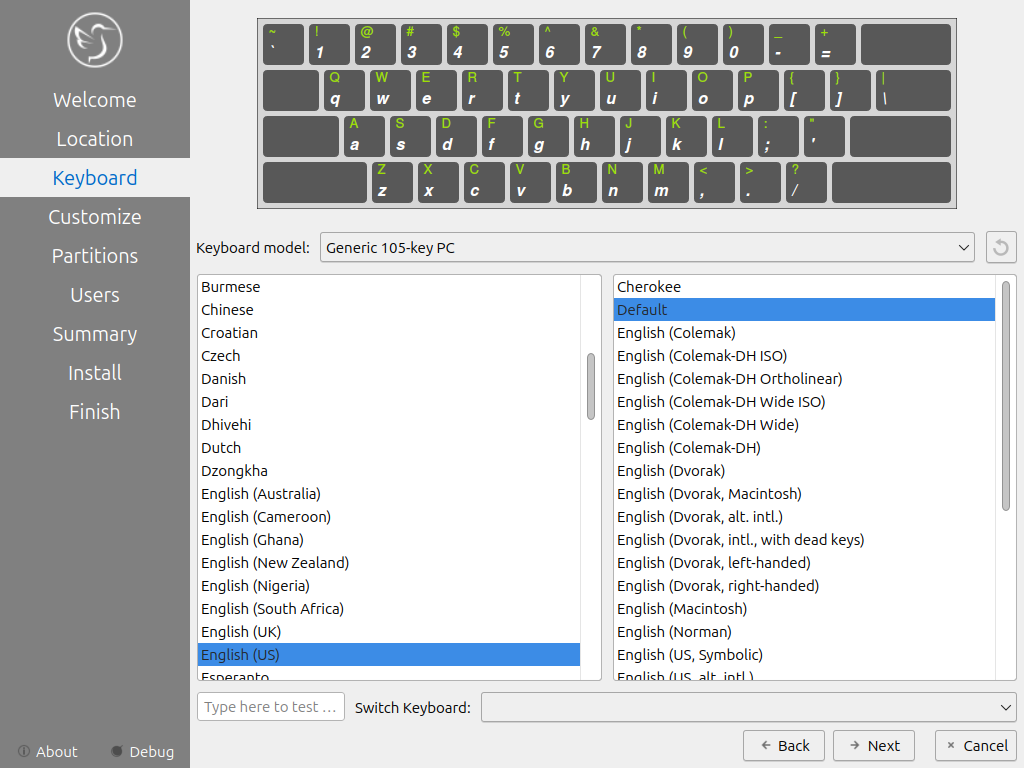 Welcome
Location
Keyboard
Customize
Partitions
Users
Summary
Install
Finish
About
Debug
~ ! @ # $ % ^ & * ( ) _ +
` 1 2 3 4 5 6 7 8 9 0 - =
Q W E R T Y U I O P { } |
q w e r t y u i o p [ ] \
A S D F G H J K L : "
a s d f g h j k l ; '
Z X C V B N M < > ?
z x c v b n m , . /
Keyboard model: Generic 105-key PC
Burmese
Chinese
Croatian
Czech
Danish
Dari
Dhivehi
Dutch
Dzongkha
English (Australia)
English (Cameroon)
English (Ghana)
English (New Zealand)
English (Nigeria)
English (South Africa)
English (UK)
English (US)
Esperanto
Cherokee
Default
English (Colemak)
English (Colemak-DH ISO)
English (Colemak-DH Ortholinear)
English (Colemak-DH Wide ISO)
English (Colemak-DH Wide)
English (Colemak-DH)
English (Dvorak)
English (Dvorak, Macintosh)
English (Dvorak, alt. intl.)
English (Dvorak, intl., with dead keys)
English (Dvorak, left-handed)
English (Dvorak, right-handed)
English (Macintosh)
English (Norman)
English (US, Symbolic)
English (US, alt. intl.)
Type here to test …
Switch Keyboard:
Back
Next
Cancel